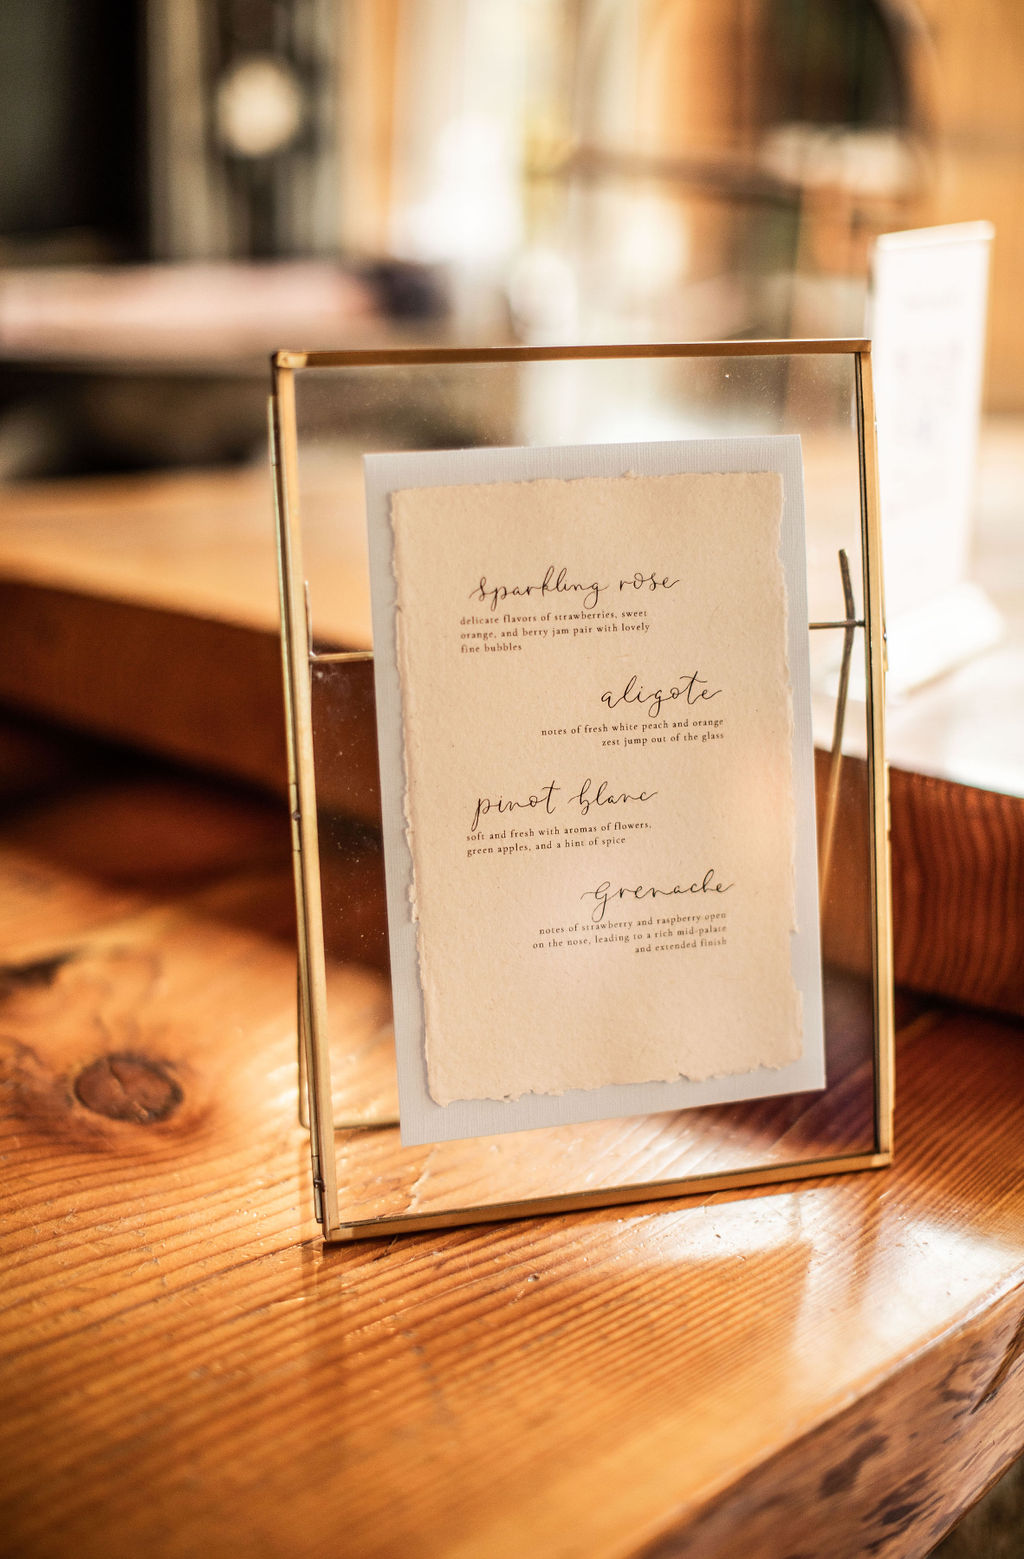 sparkling rose
delicate flavors of strawberries, sweet
orange, and berry jam pair with lovely
fine bubbles
aligote
notes of fresh white peach and orange
zest jump out of the glass
pinot blanc
soft and fresh with aromas of flowers,
green apples, and a hint of spice
grenache
notes of strawberry and raspberry open
on the nose, leading to a rich mid-palate
and extended finish